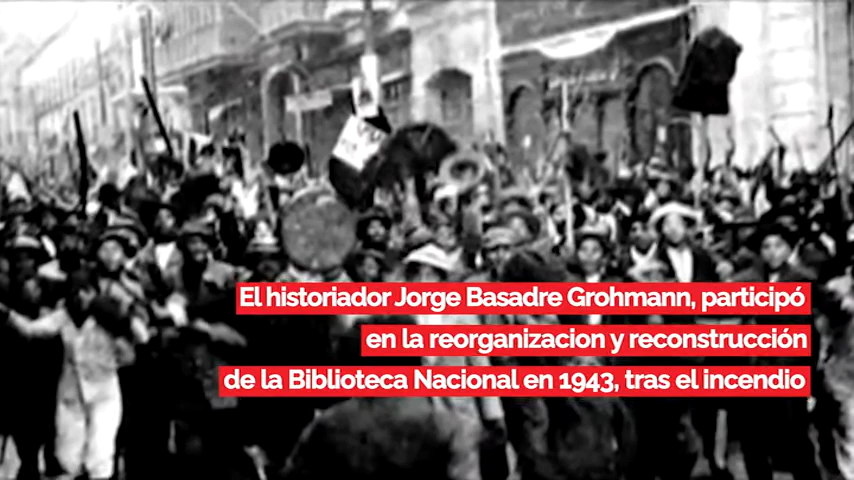 El historiador Jorge Basadre Grohmann, participó
en la reorganizacion y reconstrucción
de la Biblioteca Nacional en 1943, tras el incendio